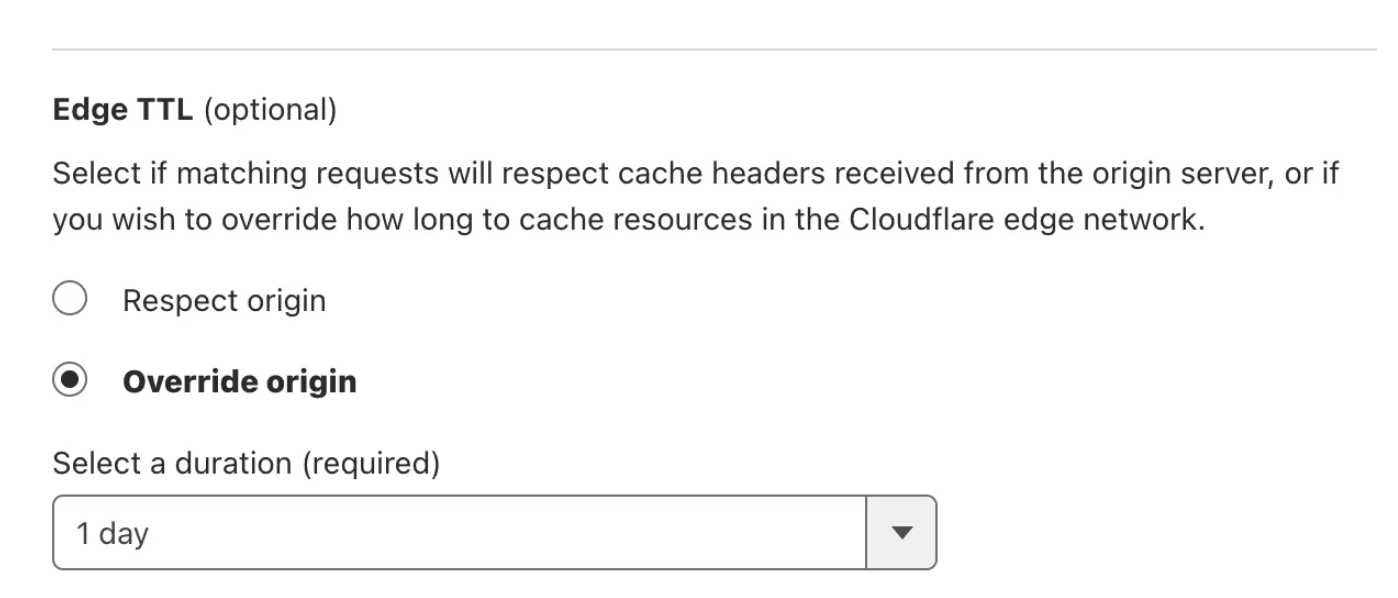 Edge TTL (optional)
Select if matching requests will respect cache headers received from the origin server, or if
you wish to override how long to cache resources in the Cloudflare edge network.
Respect origin
Override origin
Select a duration (required)
1 day